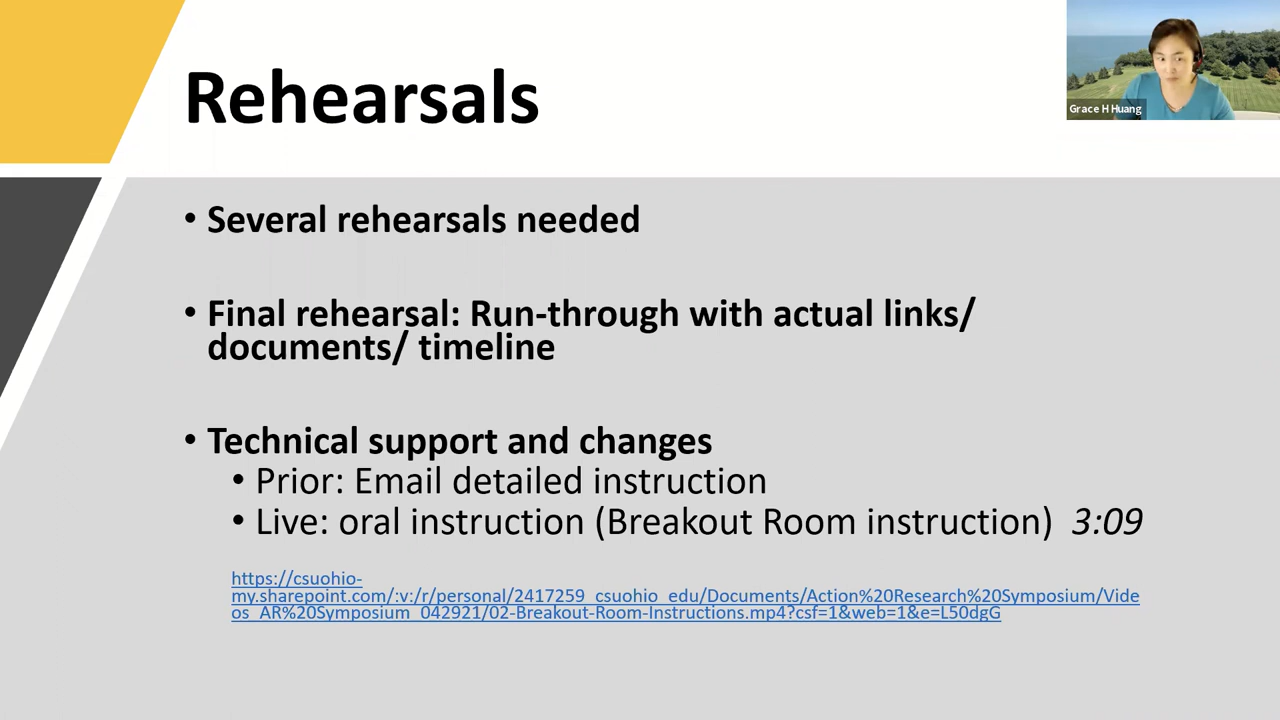 Rehearsals
Grace H Huang
• Several rehearsals needed
• Final rehearsal: Run-through with actual links/
documents/ timeline
• Technical support and changes
• Prior: Email detailed instruction
• Live: oral instruction (Breakout Room instruction) 3:09
https://csuohio-
my.sharepoint.com/:v:/r/personal/2417259_csuohio_edu/Documents/Action%20Research%20Symposium/Vide
os_AR%20Symposium_042921/02-Breakout-Room-Instructions.mp4?csf=1&web=1&e=L50dgG